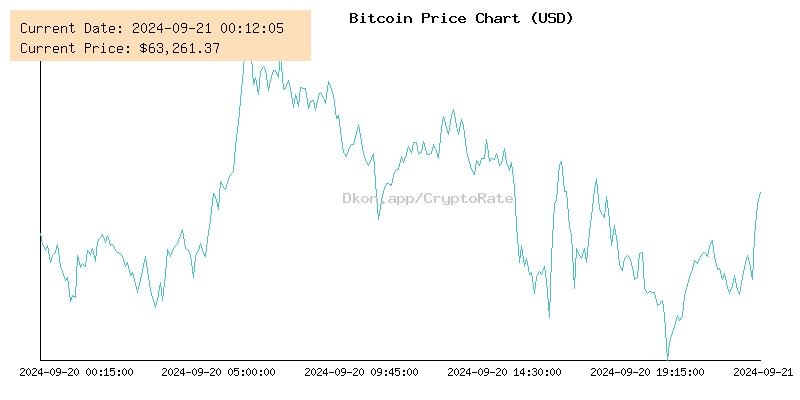 Bitcoin Price Chart (USD)
Current Date: 2024-09-21 00:12:05
Current Price: $63,261.37
Dkon.app/CryptoRate
2024-09-20 00:15:00
2024-09-20 05:00:00
2024-09-20 09:45:00
2024-09-20 14:30:00
2024-09-20 19:15:00
2024-09-21